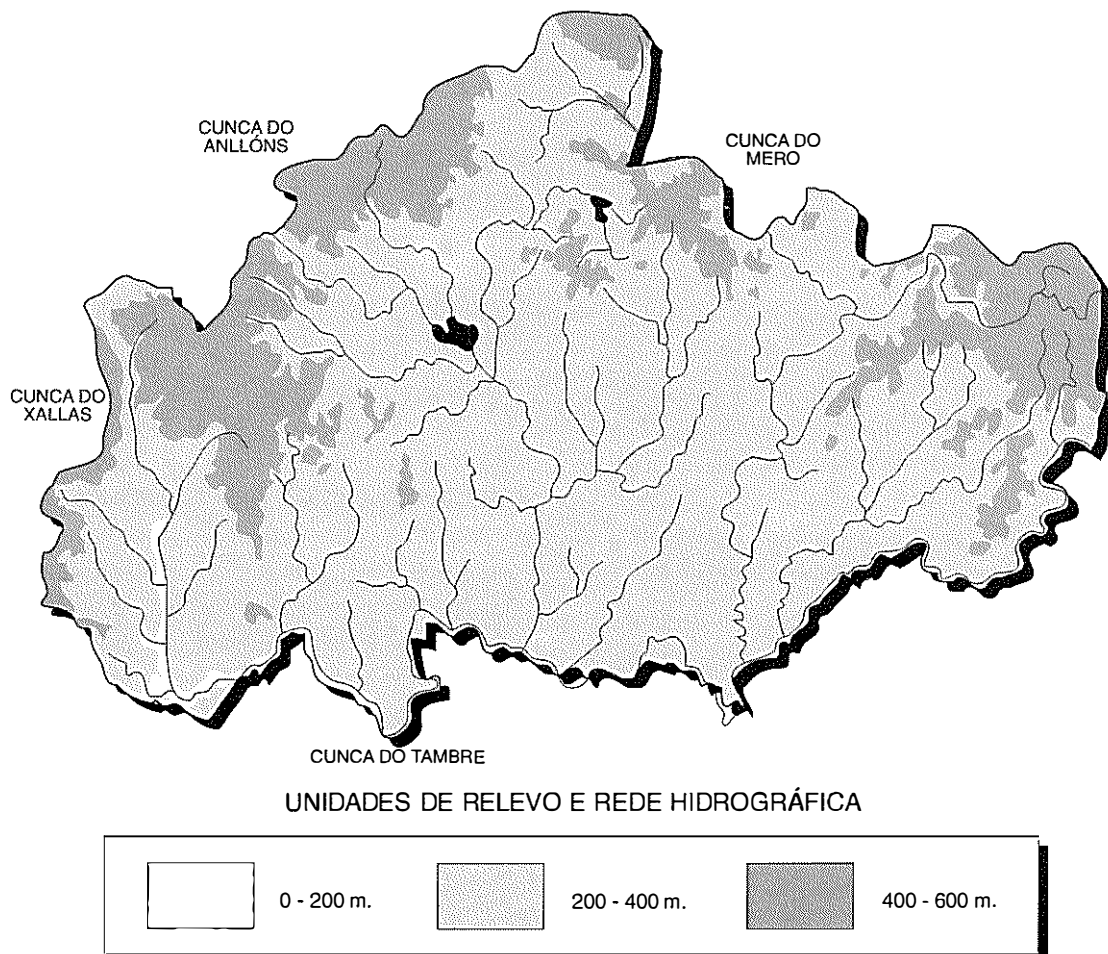 CUNCA DO
ANLLÓNS
CUNCA DO
MERO
CUNCA DO
XALLAS
CUNCA DO TAMBRE
UNIDADES DE RELEVO E REDE HIDROGRÁFICA
0 - 200 m.
200 - 400 m.
400 - 600 m.